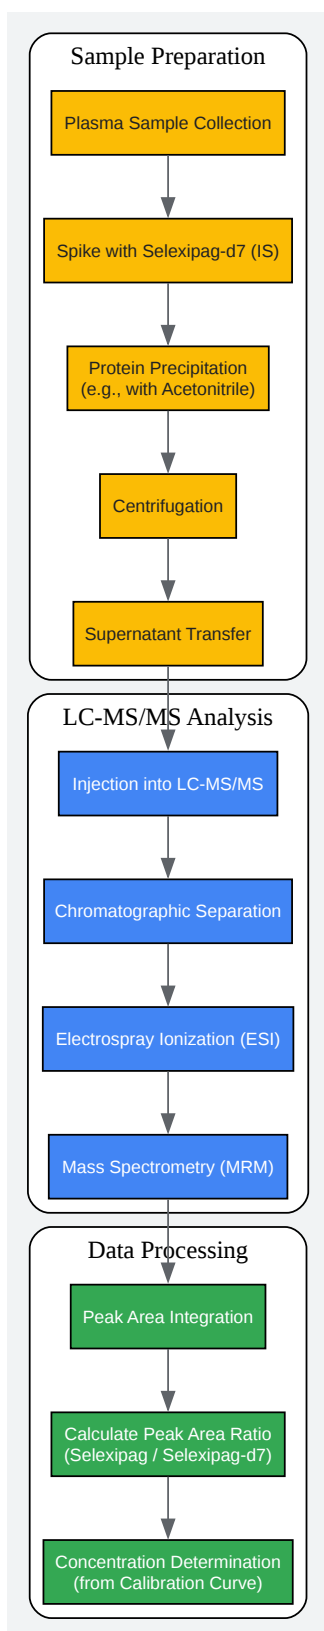 Sample Preparation
Plasma Sample Collection
Spike with Selexipag-d7 (IS)
Protein Precipitation
(e.g., with Acetonitrile)
Centrifugation
Supernatant Transfer
LC-MS/MS Analysis
Injection into LC-MS/MS
Chromatographic Separation
Electrospray Ionization (ESI)
Mass Spectrometry (MRM)
Data Processing
Peak Area Integration
Calculate Peak Area Ratio
(Selexipag / Selexipag-d7)
Concentration Determination
(from Calibration Curve)